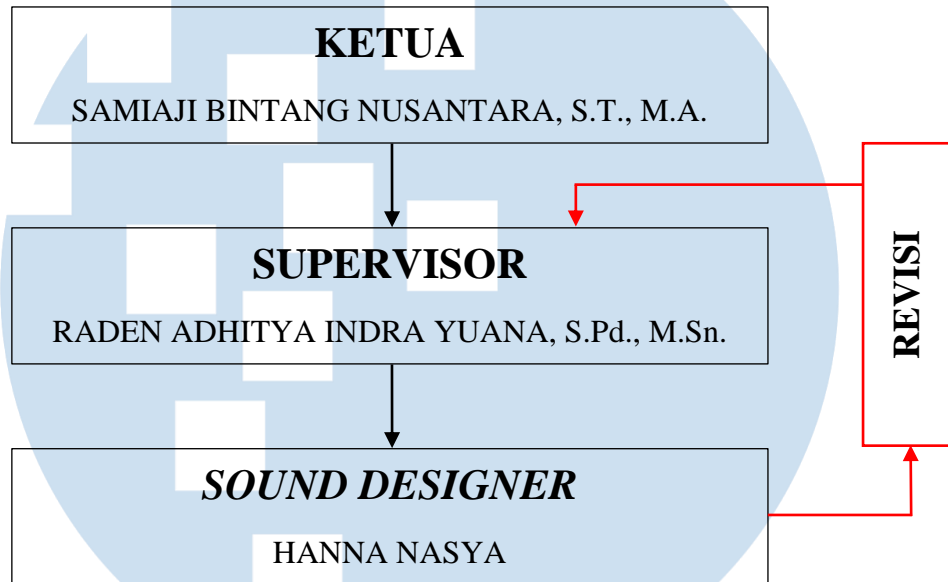 KETUA
SAMIAJI BINTANG NUSANTARA, S.T., M.A.
SUPERVISOR
RADEN ADHITYA INDRA YUANA, S.Pd., M.Sn.
REVISI
SOUND DESIGNER
HANNA NASYA